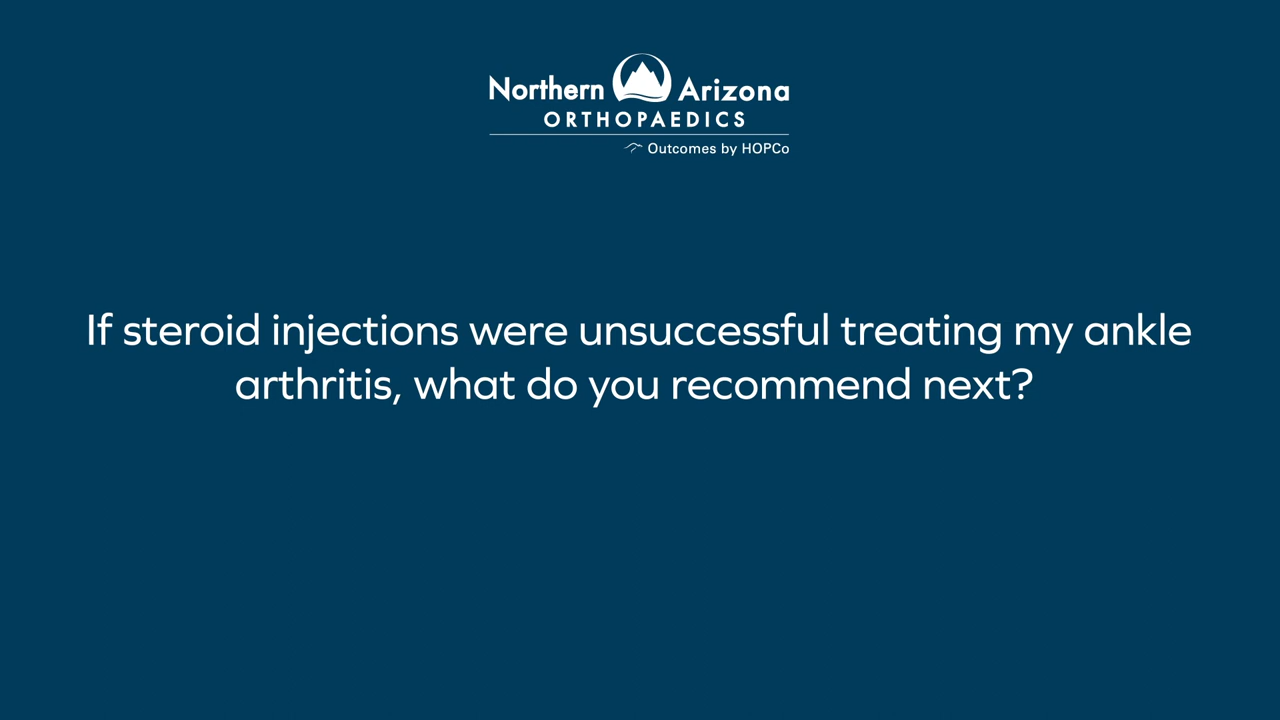 Northern Arizona
ORTHOPAEDICS
Outcomes by HOPCo
If steroid injections were unsuccessful treating my ankle
arthritis, what do you recommend next?